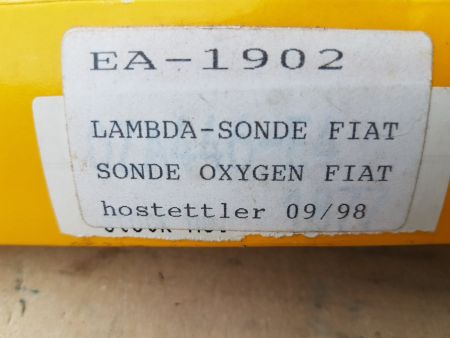 EA-1902
LAMBDA-SONDE FIAT
SONDE OXYGEN FIAT
hostettler 09/98